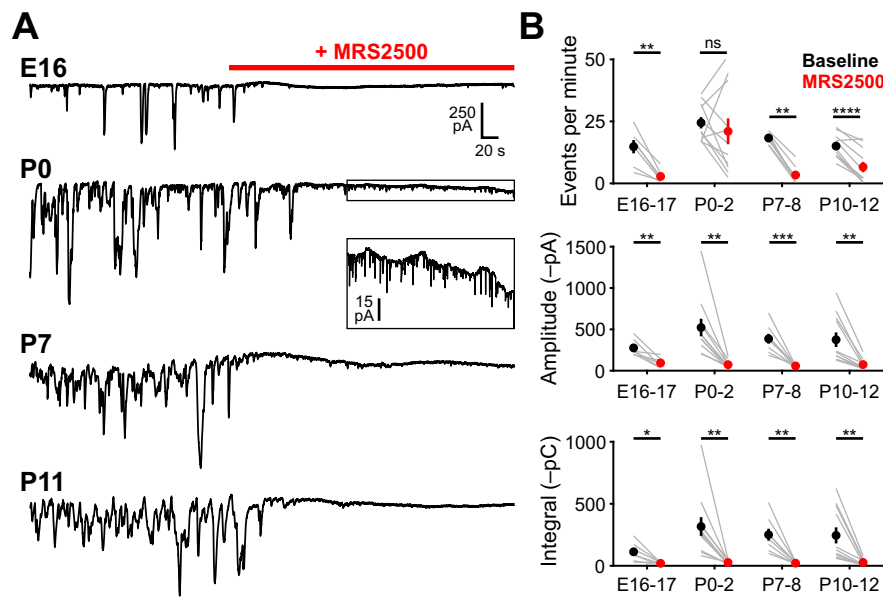 A
+ MRS2500
E16
250
pA
20 s
P0
15
pA
P7
P11
B
Baseline
MRS2500
Events per minute
50
25
0
** ns ** ****
E16-17 P0-2 P7-8 P10-12
Amplitude (–pA)
1500
1000
500
0
** ** *** **
E16-17 P0-2 P7-8 P10-12
Integral (–pC)
1000
500
0
* ** ** **
E16-17 P0-2 P7-8 P10-12